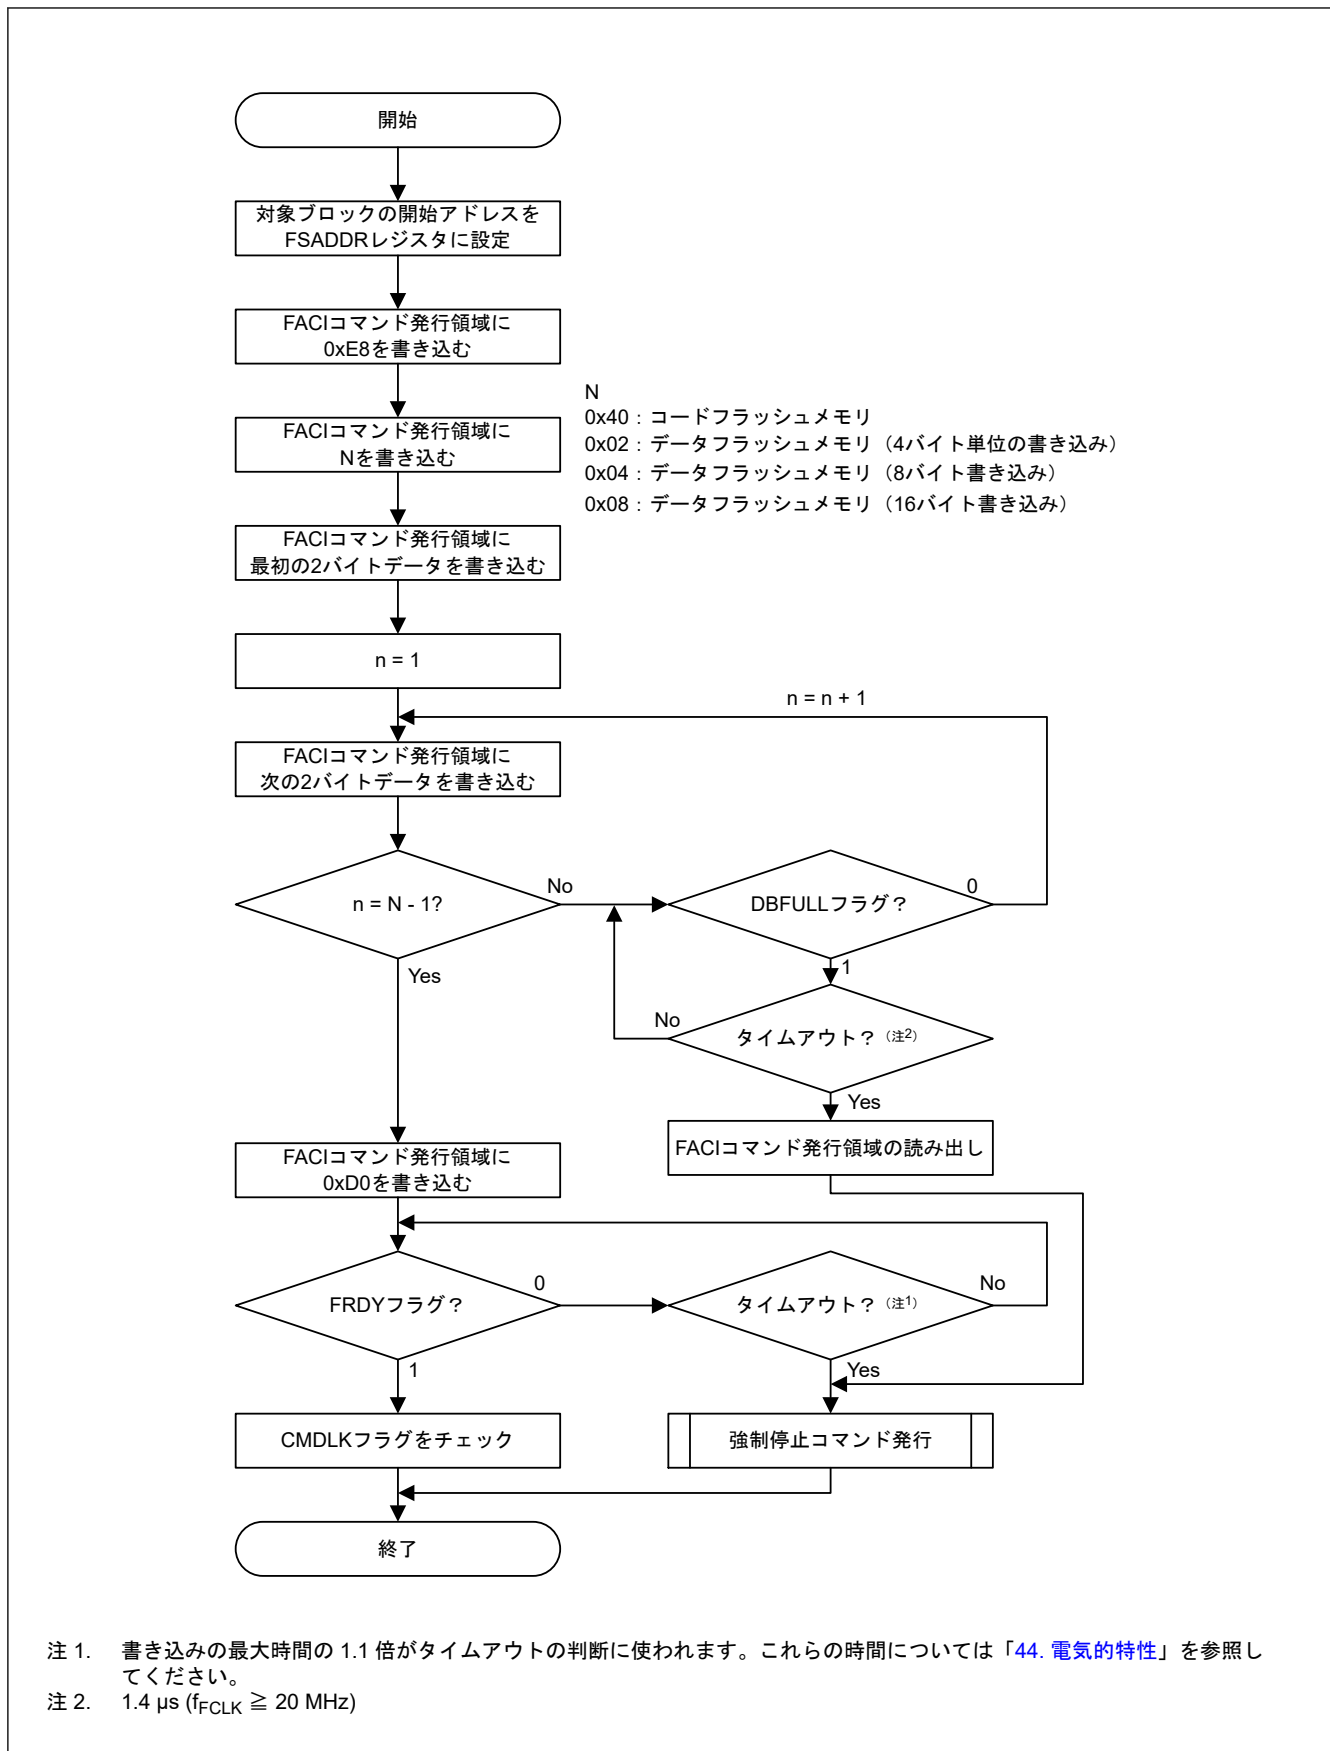 開始
対象ブロックの開始アドレスを
FSADDRレジスタに設定
FACIコマンド発行領域に
0xE8を書き込む
FACIコマンド発行領域に
Nを書き込む
N
0x40：コードフラッシュメモリ
0x02：データフラッシュメモリ（4バイト単位の書き込み）
0x04：データフラッシュメモリ（8バイト書き込み）
0x08：データフラッシュメモリ（16バイト書き込み）
FACIコマンド発行領域に
最初の2バイトデータを書き込む
n = 1
n = n + 1
FACIコマンド発行領域に
次の2バイトデータを書き込む
n = N - 1?
No
DBFULLフラグ？
0
Yes
1
タイムアウト？（注2）
No
Yes
FACIコマンド発行領域の読み出し
FACIコマンド発行領域に
0xD0を書き込む
FRDYフラグ？
0
タイムアウト？（注1）
No
1
Yes
CMDLKフラグをチェック
強制停止コマンド発行
終了
注 1. 書き込みの最大時間の 1.1 倍がタイムアウトの判断に使われます。これらの時間については「44. 電気的特性」を参照し
てください。
注 2. 1.4 μs (fFCLK ≧ 20 MHz)